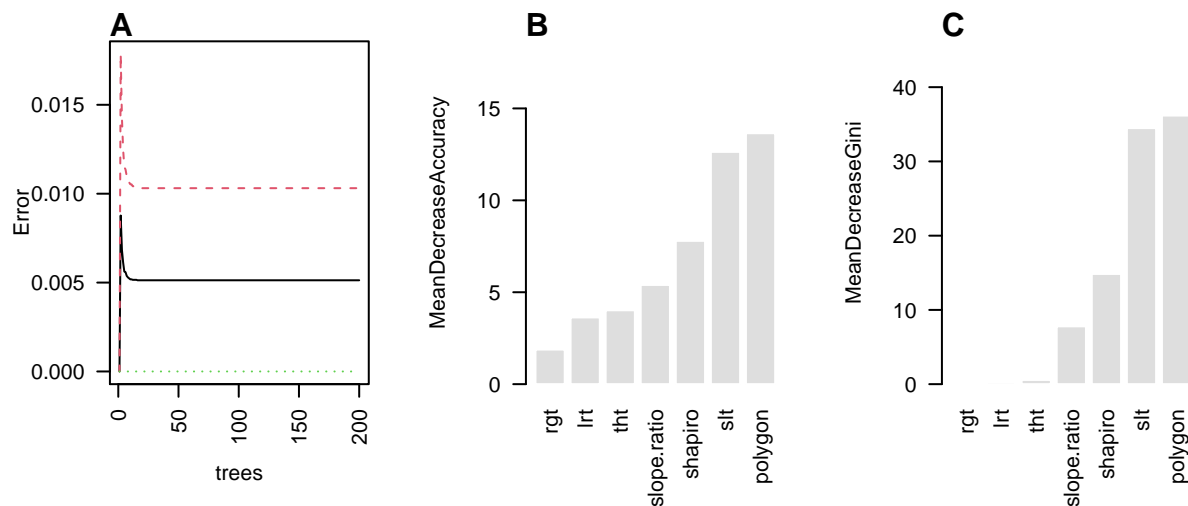 A
Error
0.015
0.010
0.005
0.000
0
50
100
150
200
trees
B
MeanDecreaseAccuracy
15
10
5
0
rgt
lrt
tht
slope.ratio
shapiro
slt
polygon
C
MeanDecreaseGini
40
30
20
10
0
rgt
lrt
tht
slope.ratio
shapiro
slt
polygon